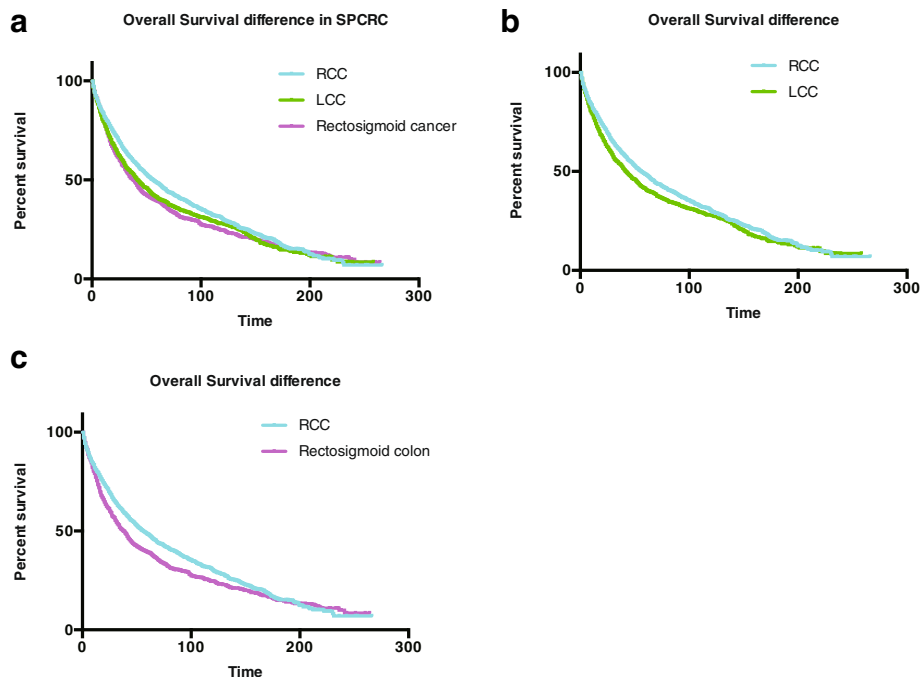 a
Overall Survival difference in SPCRC
RCC
LCC
Rectosigmoid cancer
Percent survival
100
50
0
0 100 200 300
Time
b
Overall Survival difference
RCC
LCC
Percent survival
100
50
0
0 100 200 300
Time
c
Overall Survival difference
RCC
Rectosigmoid colon
Percent survival
100
50
0
0 100 200 300
Time